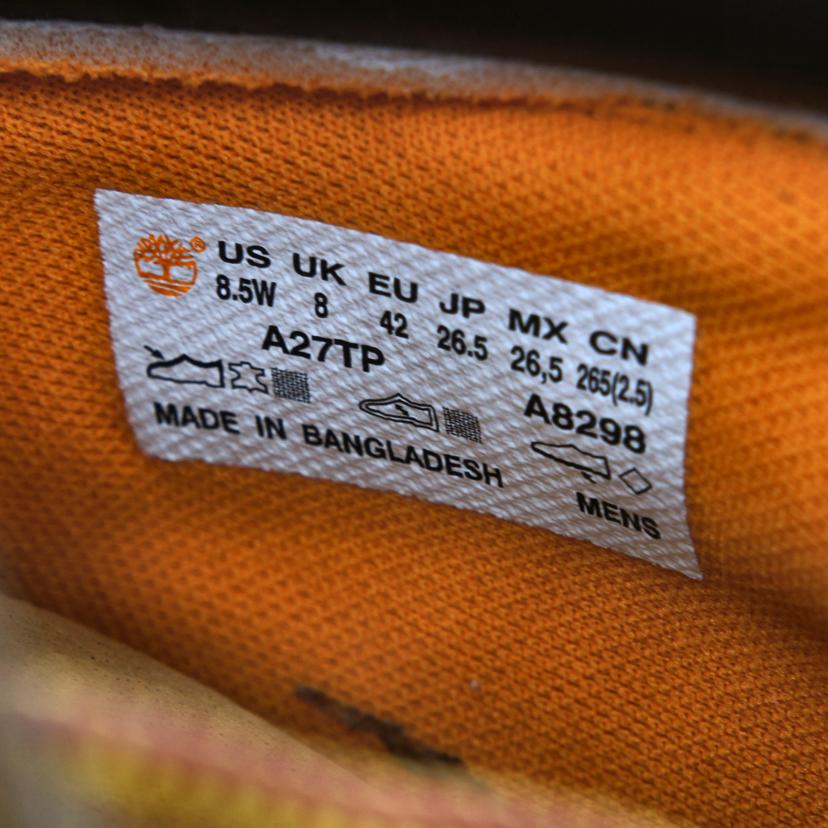 ® US UK EU JP MX CN
8.5W 8 42 26.5 26,5 265(2.5)
A27TP A8298
MADE IN BANGLADESH MENS